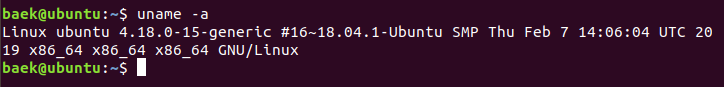 baek@ubuntu:~$ uname -a
Linux ubuntu 4.18.0-15-generic #16~18.04.1-Ubuntu SMP Thu Feb 7 14:06:04 UTC 20
19 x86_64 x86_64 x86_64 GNU/Linux
baek@ubuntu:~$